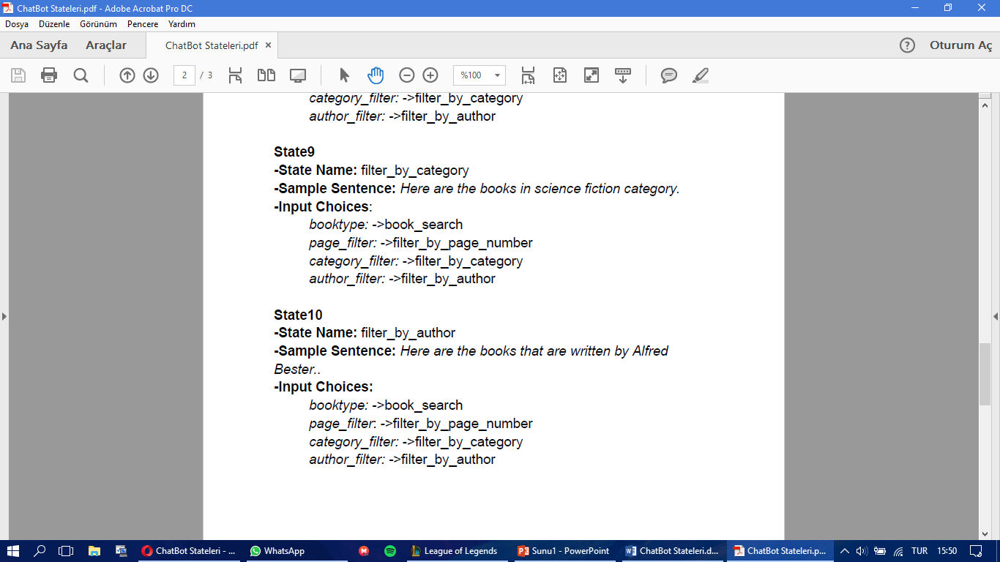 ChatBot Stateleri.pdf - Adobe Acrobat Pro DC
Dosya Düzenle Görünüm Pencere Yardım
Ana Sayfa Araçlar ChatBot Stateleri.pdf × ? Oturum Aç
2 / 3 %100
category_filter: ->filter_by_category
author_filter: ->filter_by_author
State9
-State Name: filter_by_category
-Sample Sentence: Here are the books in science fiction category.
-Input Choices:
booktype: ->book_search
page_filter: ->filter_by_page_number
category_filter: ->filter_by_category
author_filter: ->filter_by_author
State10
-State Name: filter_by_author
-Sample Sentence: Here are the books that are written by Alfred
Bester..
-Input Choices:
booktype: ->book_search
page_filter: ->filter_by_page_number
category_filter: ->filter_by_category
author_filter: ->filter_by_author
ChatBot Stateleri - ... WhatsApp League of Legends Sunu1 - PowerPoint ChatBot Stateleri.d... ChatBot Stateleri.p... TUR 15:50